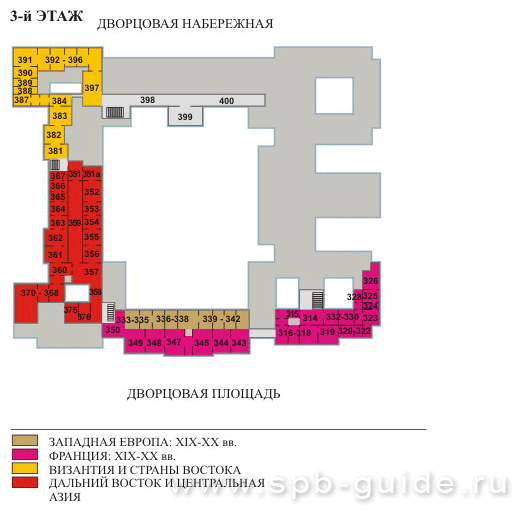 3-й ЭТАЖ
ДВОРЦОВАЯ НАБЕРЕЖНАЯ
391 392 - 396
390
389
388
387 384
397
398 400
399
383
382
381
367 351 351а
366 352
365
364 353
363 359 354
362 355
361 356
360 357
370 - 368 358
375
376
350
333-335 336-338 339 - 342
349 348 347 345 344 343
326
328 325
324
315 314 332-330 323
316-318 319 320-322
ДВОРЦОВАЯ ПЛОЩАДЬ
ЗАПАДНАЯ ЕВРОПА: XIX-XX вв.
ФРАНЦИЯ: XIX-XX вв.
ВИЗАНТИЯ И СТРАНЫ ВОСТОКА
ДАЛЬНИЙ ВОСТОК И ЦЕНТРАЛЬНАЯ
АЗИЯ
www.spb-guide.ru